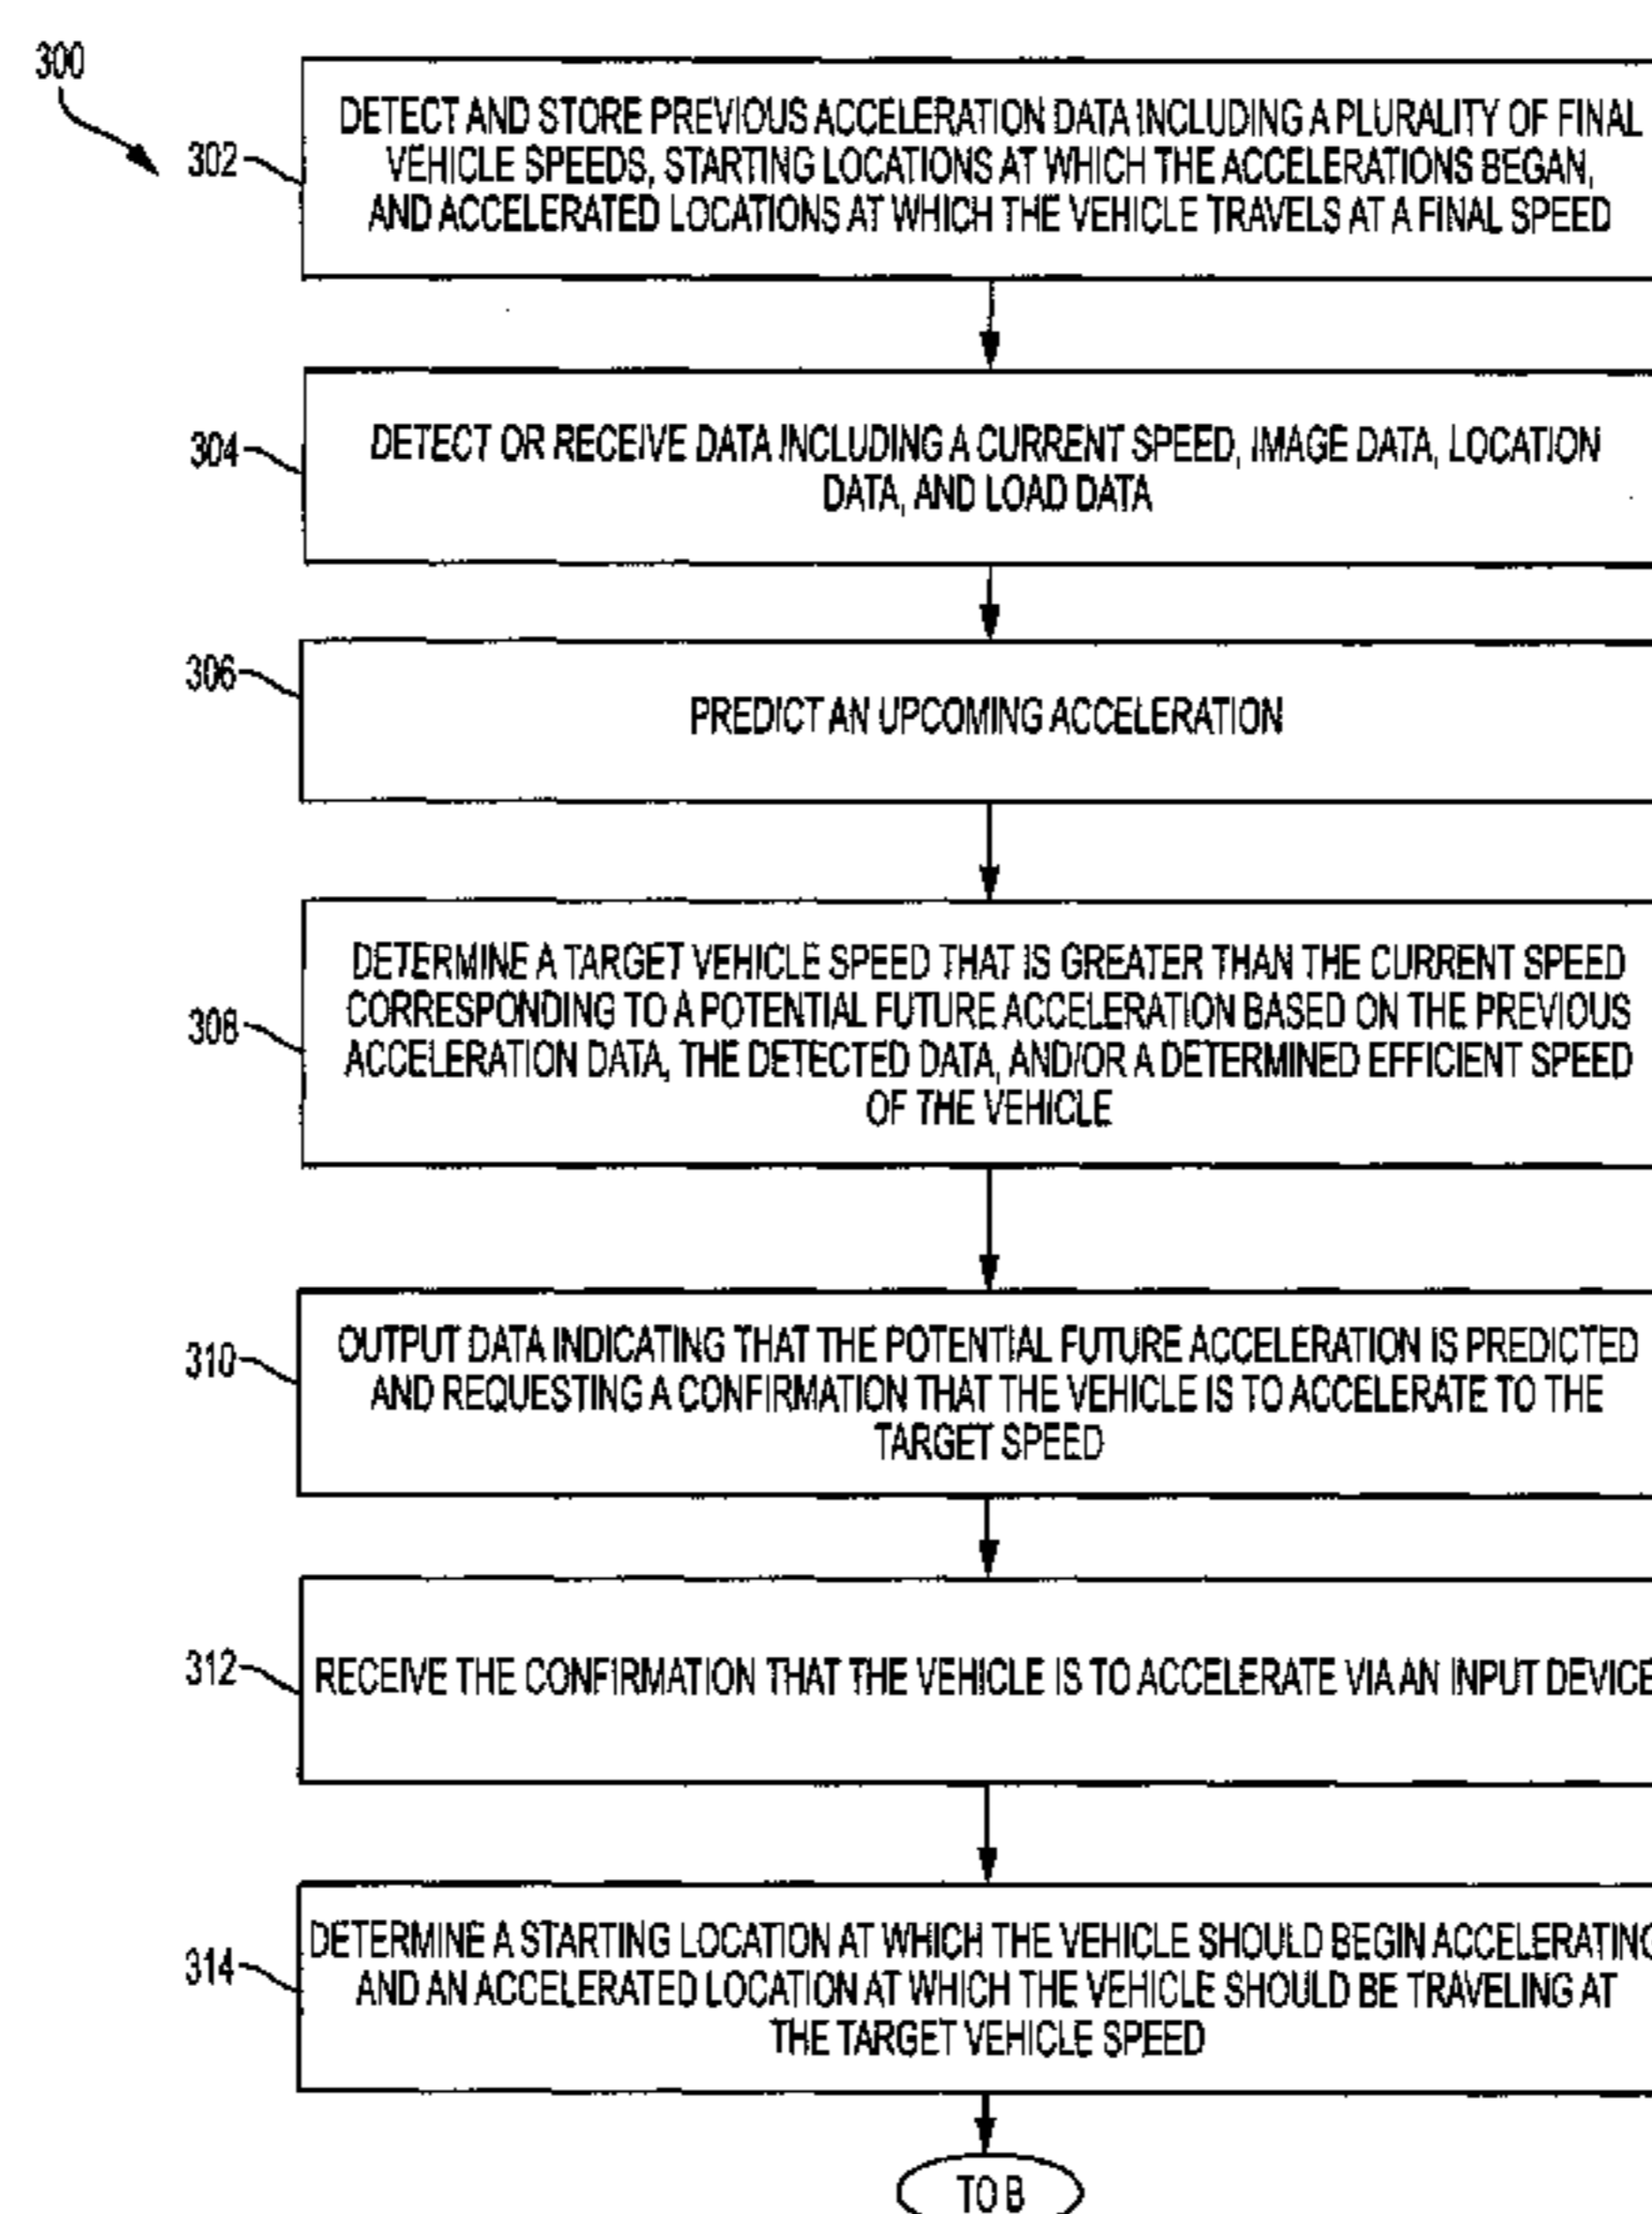 300
302
DETECT AND STORE PREVIOUS ACCELERATION DATA INCLUDING A PLURALITY OF FINAL
VEHICLE SPEEDS, STARTING LOCATIONS AT WHICH THE ACCELERATIONS BEGAN,
AND ACCELERATED LOCATIONS AT WHICH THE VEHICLE TRAVELS AT A FINAL SPEED
304
DETECT OR RECEIVE DATA INCLUDING A CURRENT SPEED, IMAGE DATA, LOCATION
DATA, AND LOAD DATA
306
PREDICT AN UPCOMING ACCELERATION
308
DETERMINE A TARGET VEHICLE SPEED THAT IS GREATER THAN THE CURRENT SPEED
CORRESPONDING TO A POTENTIAL FUTURE ACCELERATION BASED ON THE PREVIOUS
ACCELERATION DATA, THE DETECTED DATA, AND/OR A DETERMINED EFFICIENT SPEED
OF THE VEHICLE
310
OUTPUT DATA INDICATING THAT THE POTENTIAL FUTURE ACCELERATION IS PREDICTED
AND REQUESTING A CONFIRMATION THAT THE VEHICLE IS TO ACCELERATE TO THE
TARGET SPEED
312
RECEIVE THE CONFIRMATION THAT THE VEHICLE IS TO ACCELERATE VIA AN INPUT DEVICE
314
DETERMINE A STARTING LOCATION AT WHICH THE VEHICLE SHOULD BEGIN ACCELERATING
AND AN ACCELERATED LOCATION AT WHICH THE VEHICLE SHOULD BE TRAVELING AT
THE TARGET VEHICLE SPEED
TO B